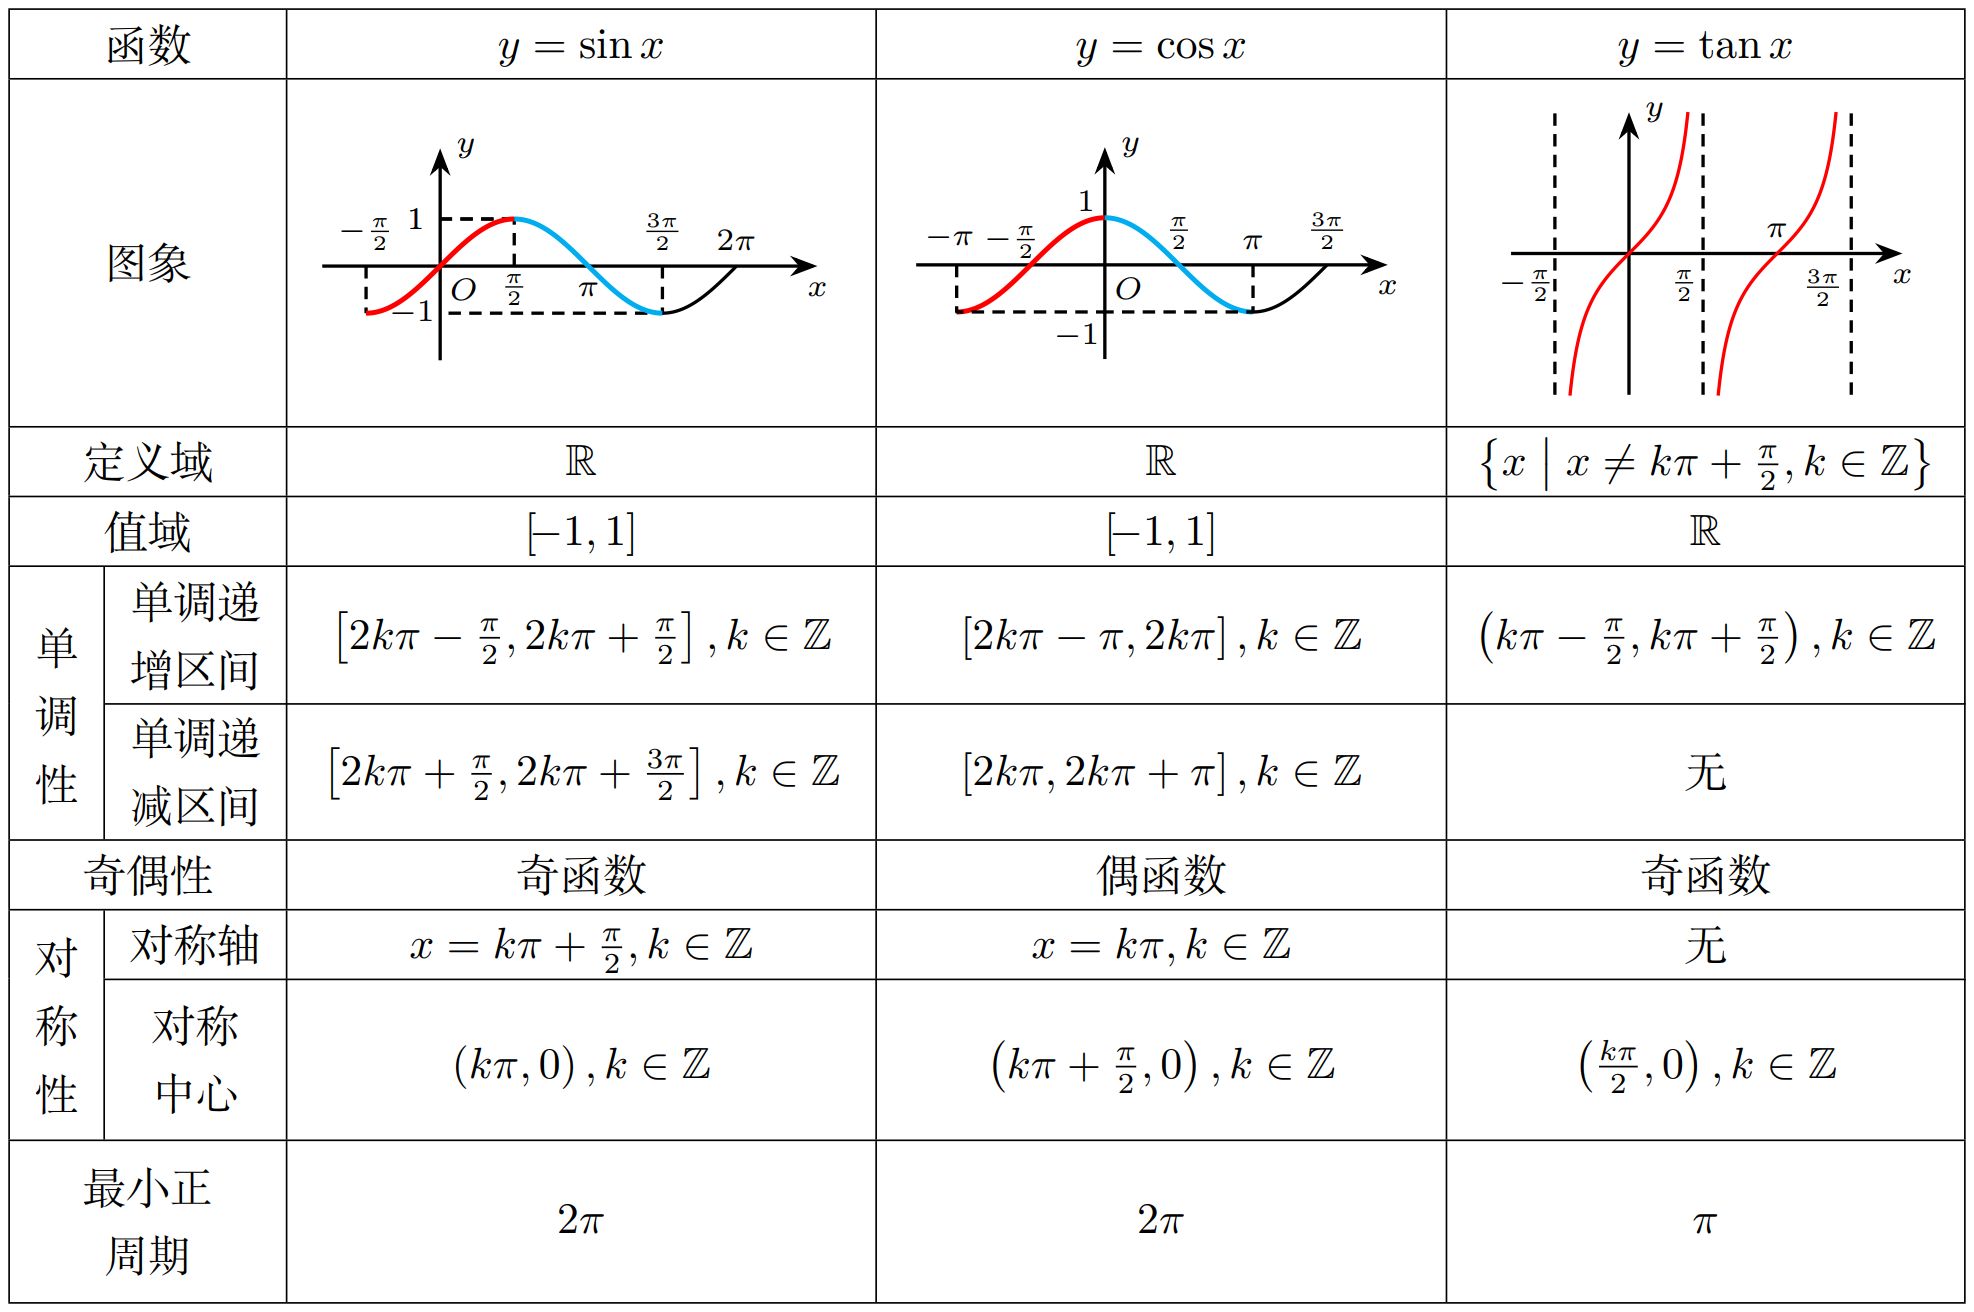 函数 y = sin x y = cos x y = tan x
图象
y 1 −π/2 π/2 3π/2 2π O π −1 x
y 1 −π −π/2 π/2 π 3π/2 O −1 x
y −π/2 π/2 π 3π/2 x
定义域 ℝ ℝ {x | x ≠ kπ + π/2, k ∈ ℤ}
值域 [−1, 1] [−1, 1] ℝ
单调性
单调递
增区间
[2kπ − π/2, 2kπ + π/2], k ∈ ℤ [2kπ − π, 2kπ], k ∈ ℤ (kπ − π/2, kπ + π/2), k ∈ ℤ
单调递
减区间
[2kπ + π/2, 2kπ + 3π/2], k ∈ ℤ [2kπ, 2kπ + π], k ∈ ℤ 无
奇偶性 奇函数 偶函数 奇函数
对称性
对称轴 x = kπ + π/2, k ∈ ℤ x = kπ, k ∈ ℤ 无
对称
中心
(kπ, 0), k ∈ ℤ (kπ + π/2, 0), k ∈ ℤ (kπ/2, 0), k ∈ ℤ
最小正
周期
2π 2π π